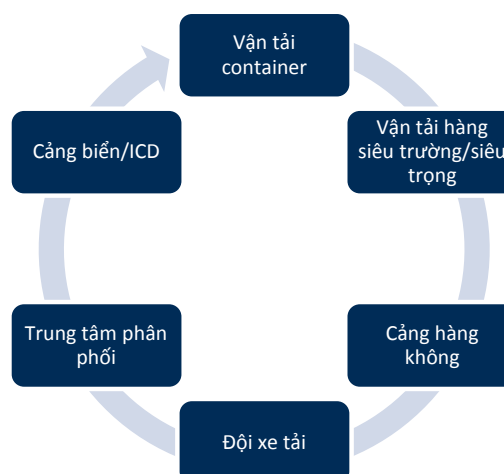 Vận tải
container
Vận tải hàng
siêu trường/siêu
trọng
Cảng hàng
không
Đội xe tải
Trung tâm phân
phối
Cảng biển/ICD